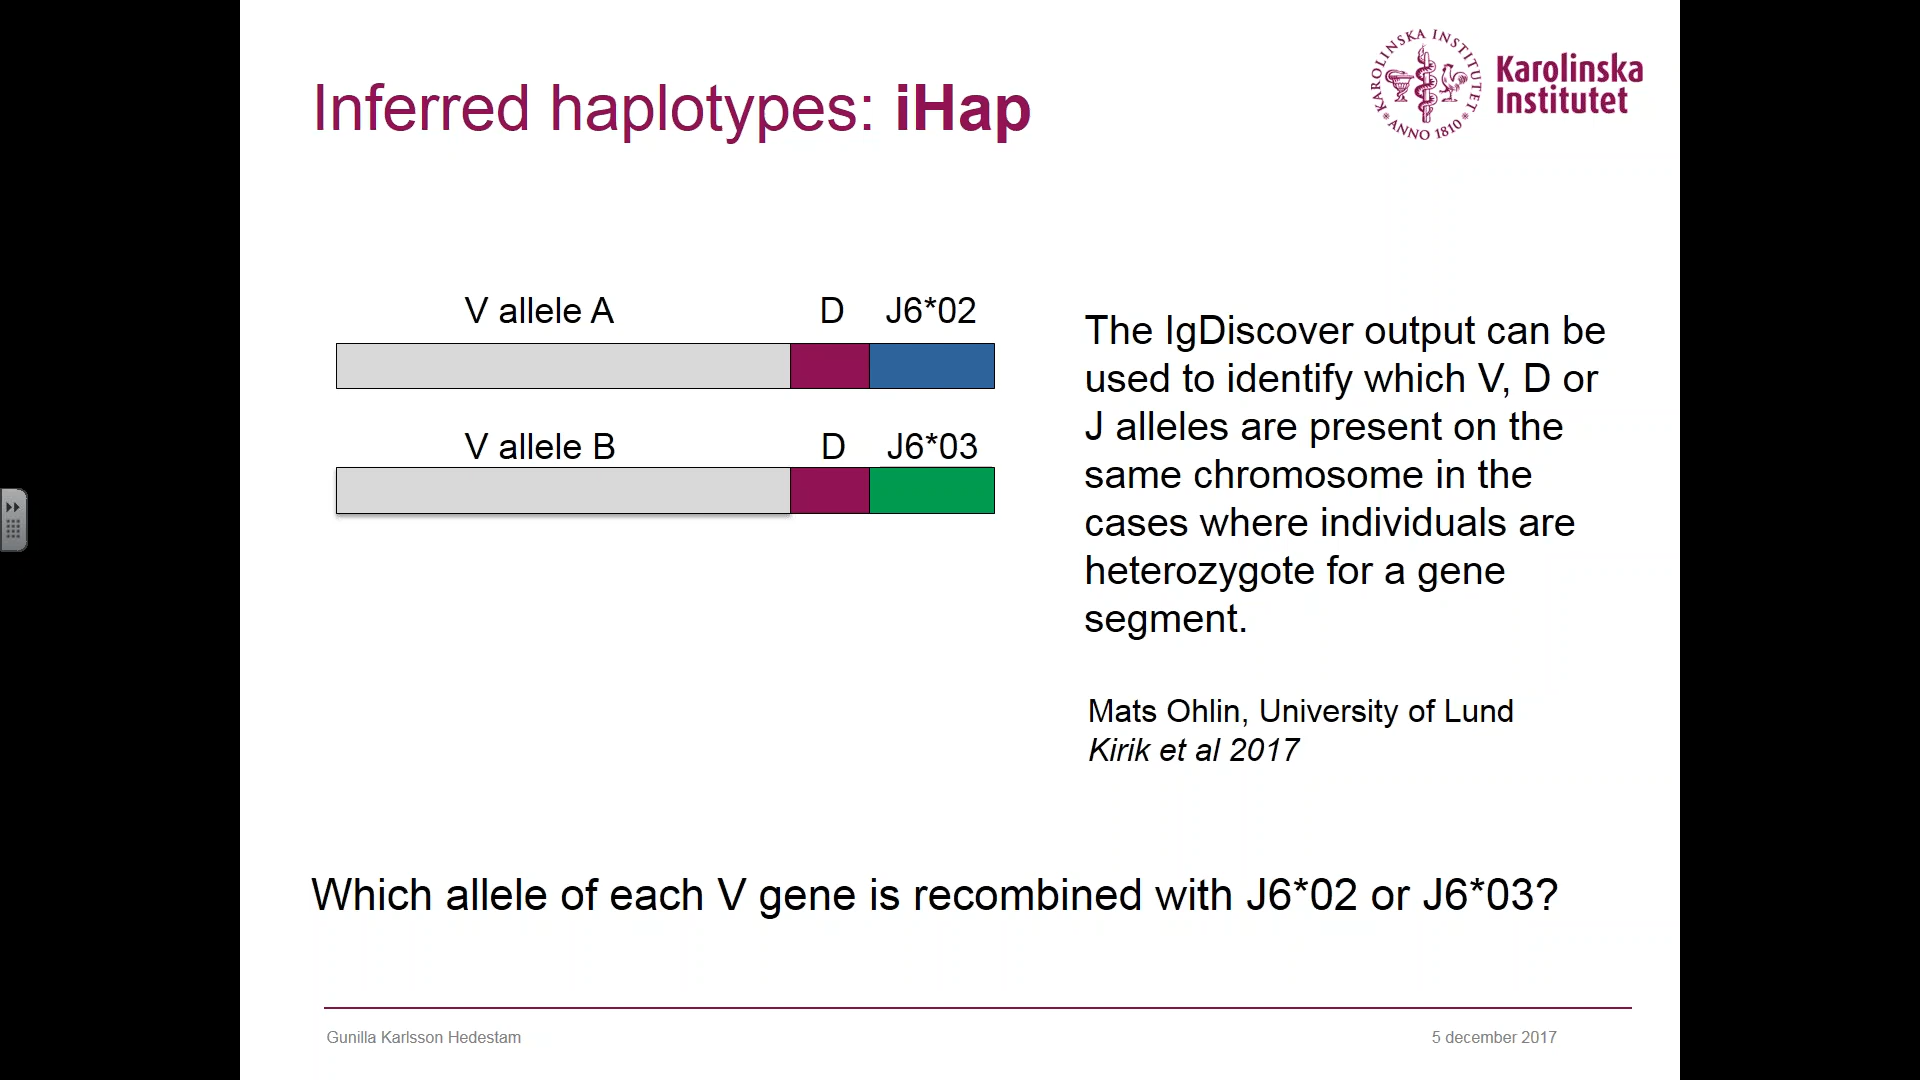 Inferred haplotypes: iHap
KAROLINSKA INSTITUTET
ANNO 1810
Karolinska
Institutet
V allele A D J6*02
V allele B D J6*03
The IgDiscover output can be
used to identify which V, D or
J alleles are present on the
same chromosome in the
cases where individuals are
heterozygote for a gene
segment.
Mats Ohlin, University of Lund
Kirik et al 2017
Which allele of each V gene is recombined with J6*02 or J6*03?
Gunilla Karlsson Hedestam
5 december 2017